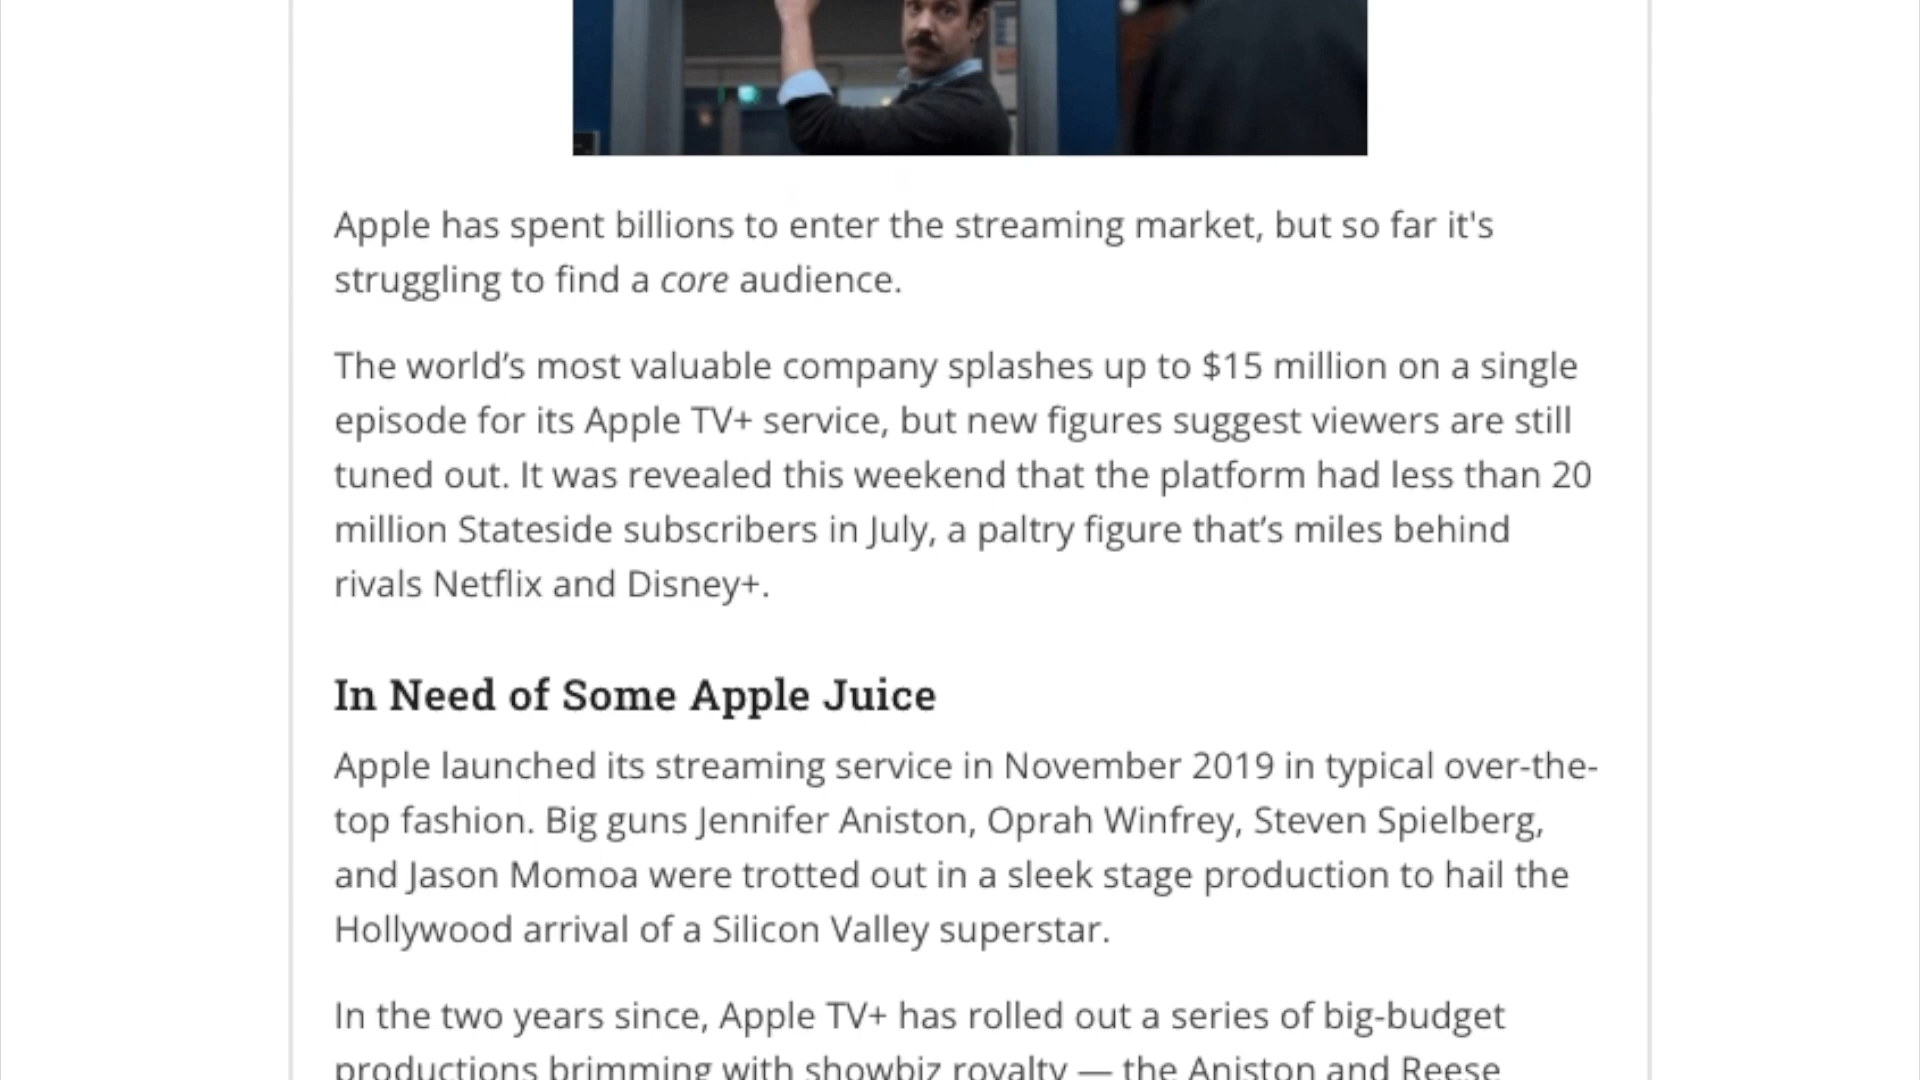 Apple has spent billions to enter the streaming market, but so far it's
struggling to find a core audience.
The world’s most valuable company splashes up to $15 million on a single
episode for its Apple TV+ service, but new figures suggest viewers are still
tuned out. It was revealed this weekend that the platform had less than 20
million Stateside subscribers in July, a paltry figure that’s miles behind
rivals Netflix and Disney+.
In Need of Some Apple Juice
Apple launched its streaming service in November 2019 in typical over-the-
top fashion. Big guns Jennifer Aniston, Oprah Winfrey, Steven Spielberg,
and Jason Momoa were trotted out in a sleek stage production to hail the
Hollywood arrival of a Silicon Valley superstar.
In the two years since, Apple TV+ has rolled out a series of big-budget
productions brimming with showbiz royalty — the Aniston and Reese